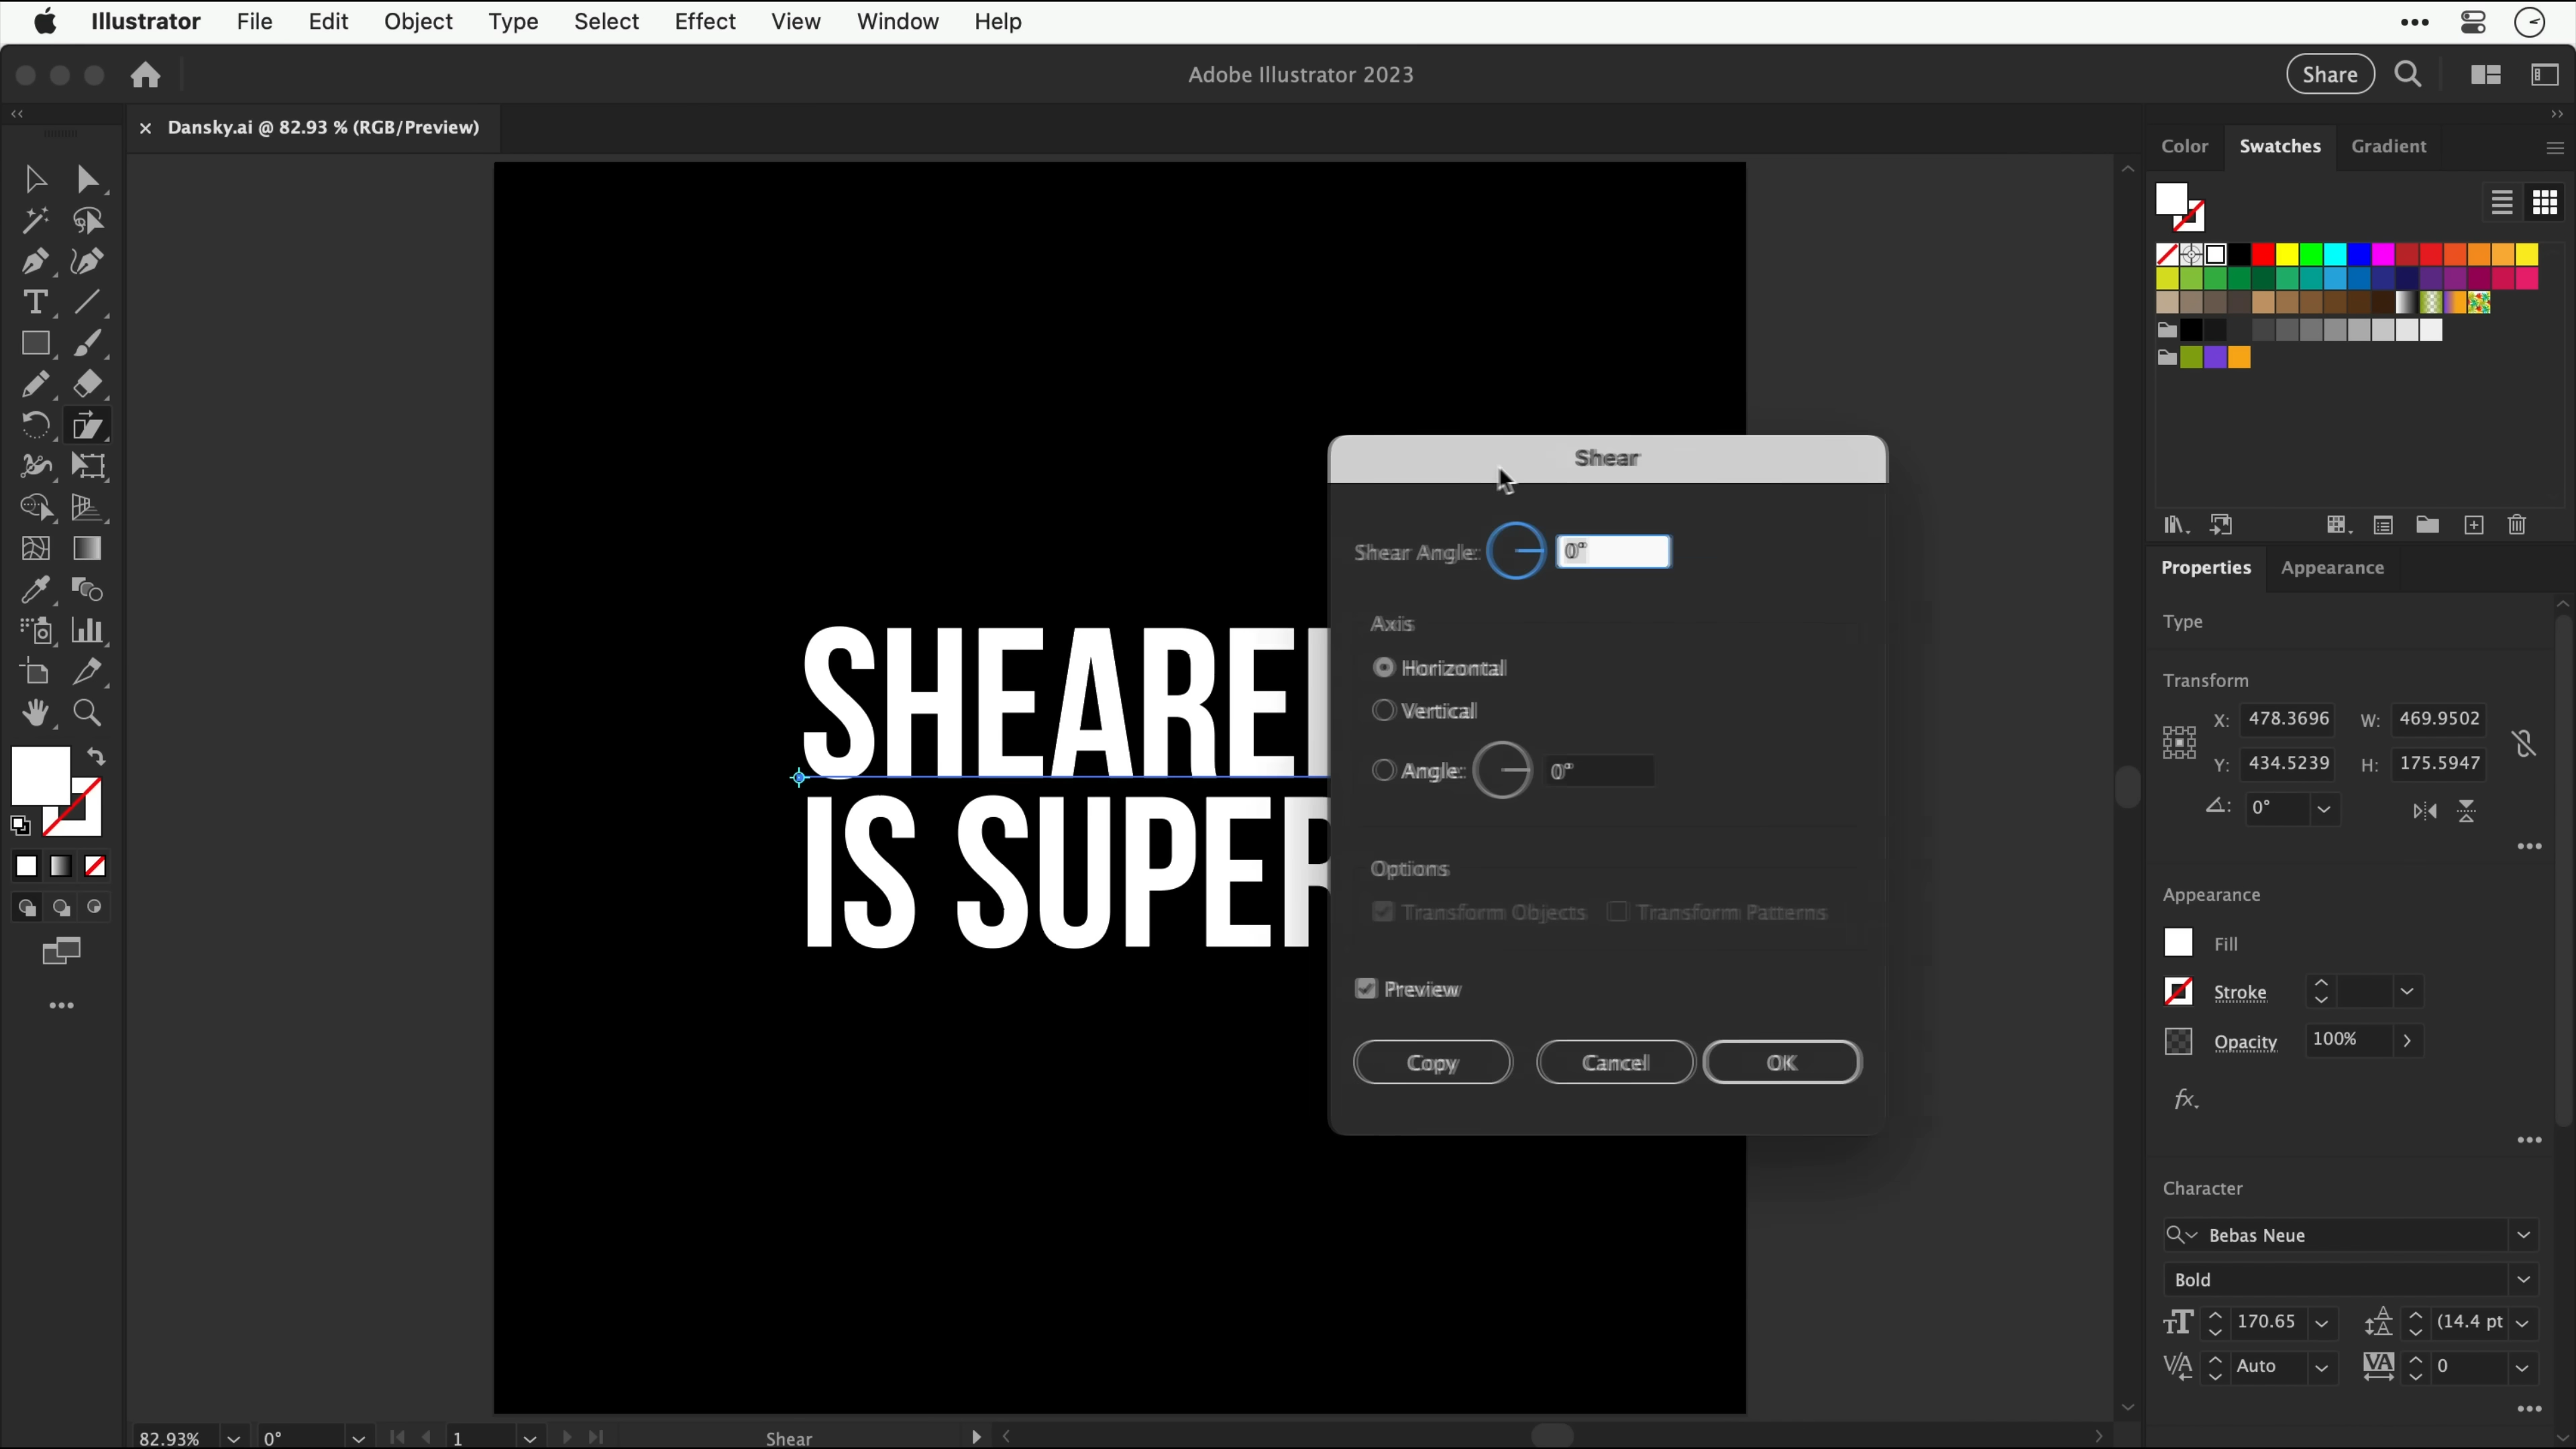 Illustrator File Edit Object Type Select Effect View Window Help
Adobe Illustrator 2023
Share
× Dansky.ai @ 82.93 % (RGB/Preview)
Color Swatches Gradient
Shear
Shear Angle: 0°
Axis
Horizontal
Vertical
Angle: 0°
Options
Transform Objects Transform Patterns
Preview
Copy Cancel OK
IS SUPER
Properties Appearance
Type
Transform
X: 478.3696 W: 469.9502
Y: 434.5239 H: 175.5947
0°
Appearance
Fill
Stroke
Opacity 100%
fx.
Character
Bebas Neue
Bold
170.65 (14.4 pt
Auto 0
82.93% 0° 1 Shear